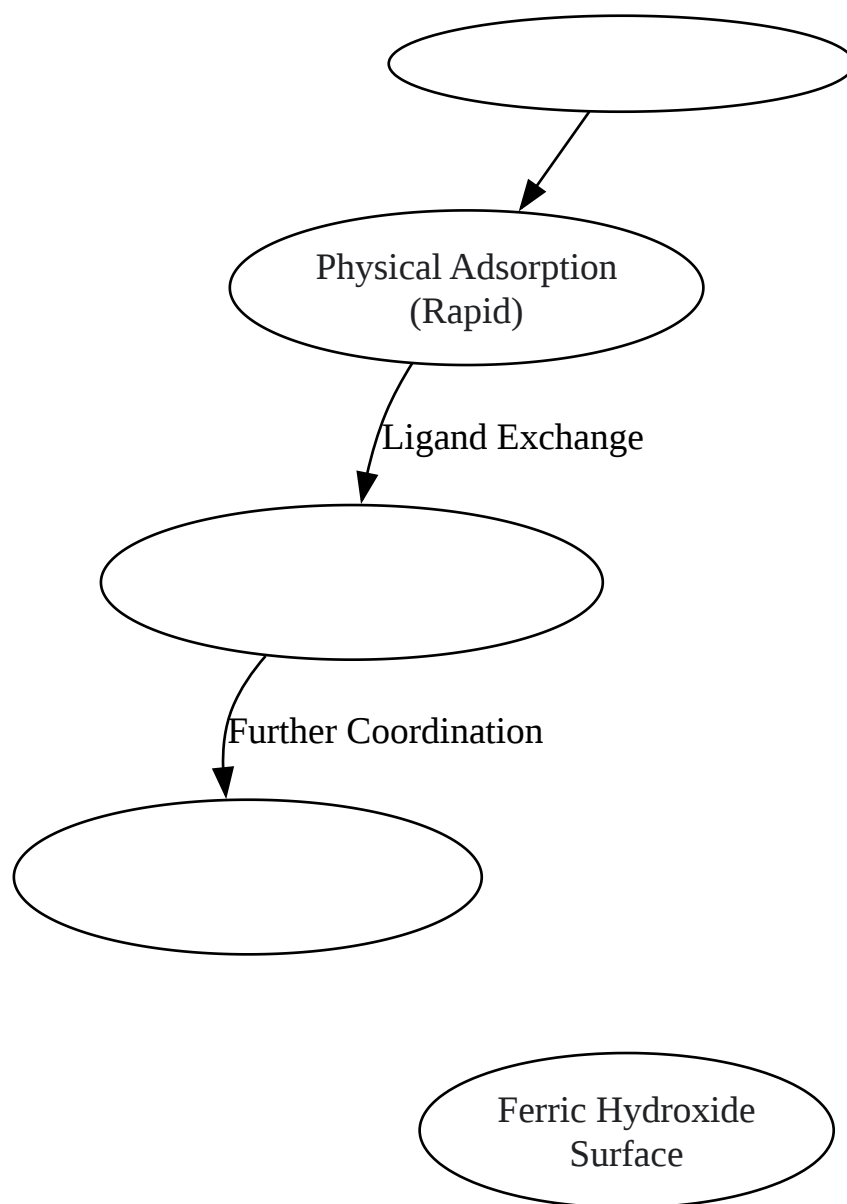 Physical Adsorption
(Rapid)
Ligand Exchange
Further Coordination
Ferric Hydroxide
Surface